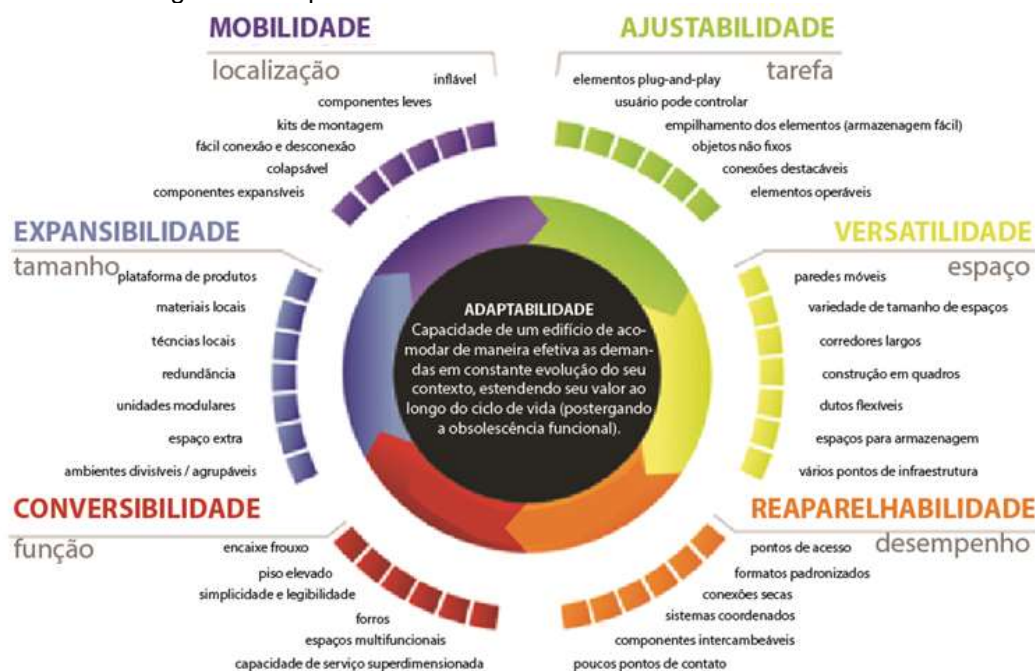 MOBILIDADE
localização
inflável
componentes leves
kits de montagem
fácil conexão e desconexão
colapsável
componentes expansíveis
AJUSTABILIDADE
tarefa
elementos plug-and-play
usuário pode controlar
empilhamento dos elementos (armazenagem fácil)
objetos não fixos
conexões destacáveis
elementos operáveis
EXPANSIBILIDADE
tamanho
plataforma de produtos
materiais locais
técncias locais
redundância
unidades modulares
espaço extra
ambientes divisíveis / agrupáveis
ADAPTABILIDADE
Capacidade de um edifício de aco-
modar de maneira efetiva as deman-
das em constante evolução do seu
contexto, estendendo seu valor ao
longo do ciclo de vida (postergando
a obsolescência funcional).
VERSATILIDADE
espaço
paredes móveis
variedade de tamanho de espaços
corredores largos
construção em quadros
dutos flexíveis
espaços para armazenagem
vários pontos de infraestrutura
CONVERSIBILIDADE
função
encaixe frouxo
piso elevado
simplicidade e legibilidade
forros
espaços multifuncionais
capacidade de serviço superdimensionada
REAPARELHABILIDADE
desempenho
pontos de acesso
formatos padronizados
conexões secas
sistemas coordenados
componentes intercambeáveis
poucos pontos de contato